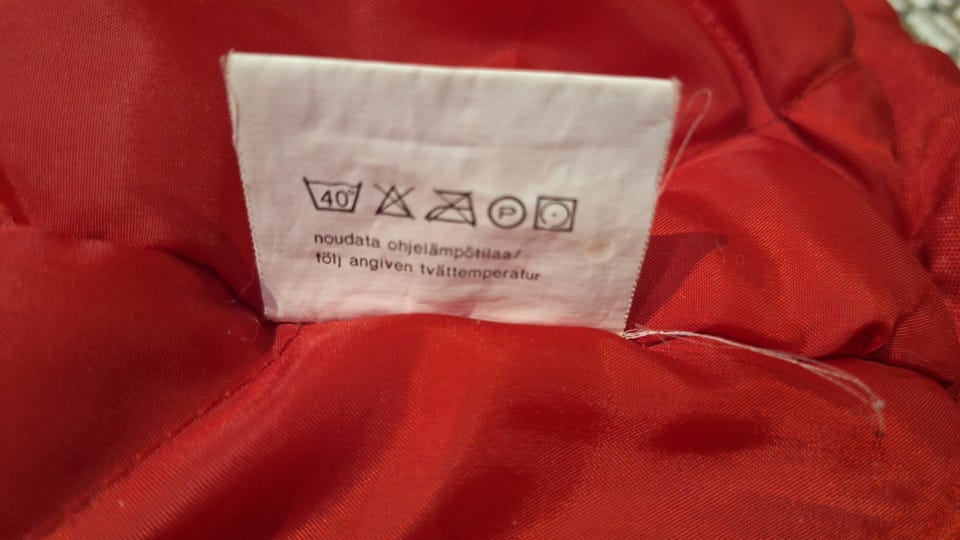 40° P
noudata ohjelämpötilaa/
följ angiven tvättemperatur